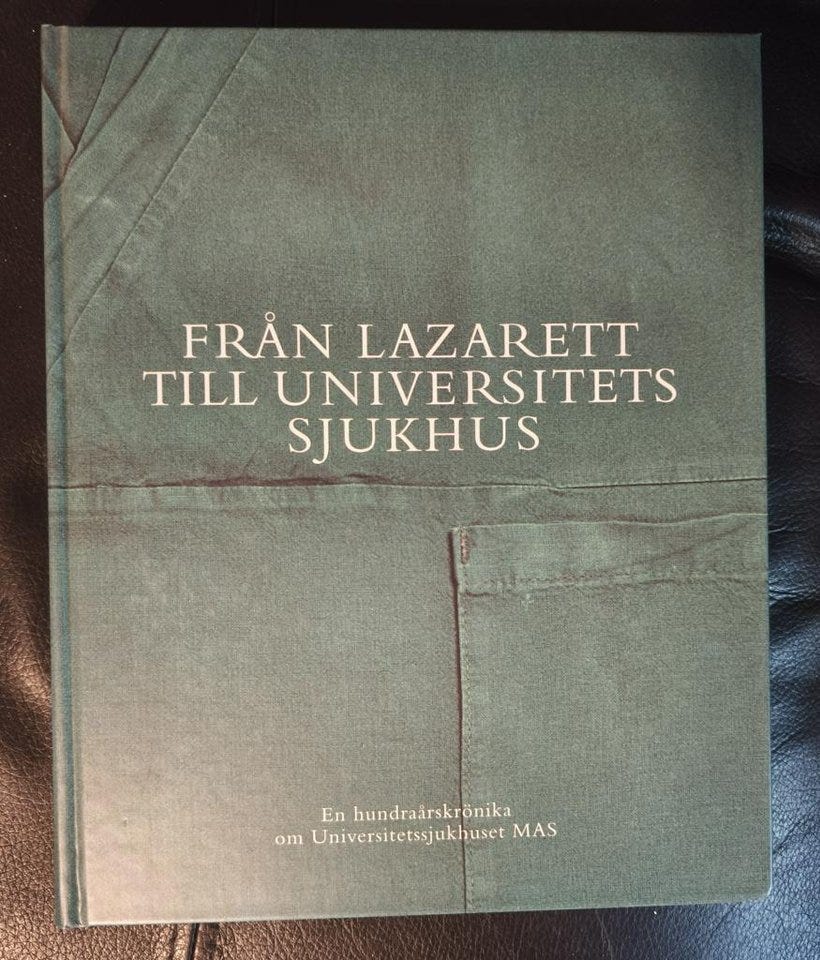 FRÅN LAZARETT
TILL UNIVERSITETS
SJUKHUS
En hundraårskrönika
om Universitetssjukhuset MAS